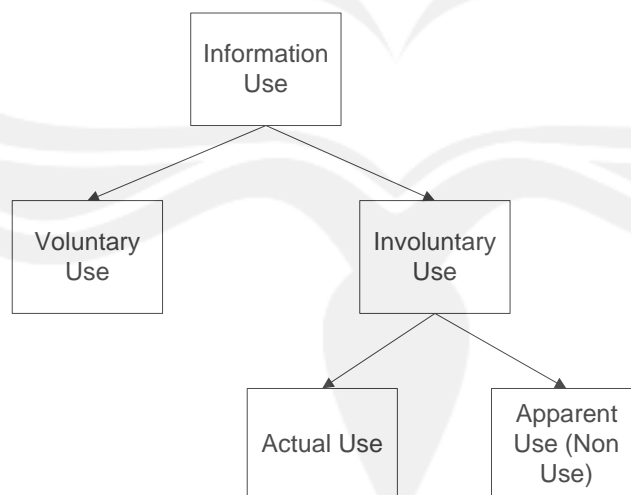 Information
Use
Voluntary
Use
Involuntary
Use
Actual Use
Apparent
Use (Non
Use)